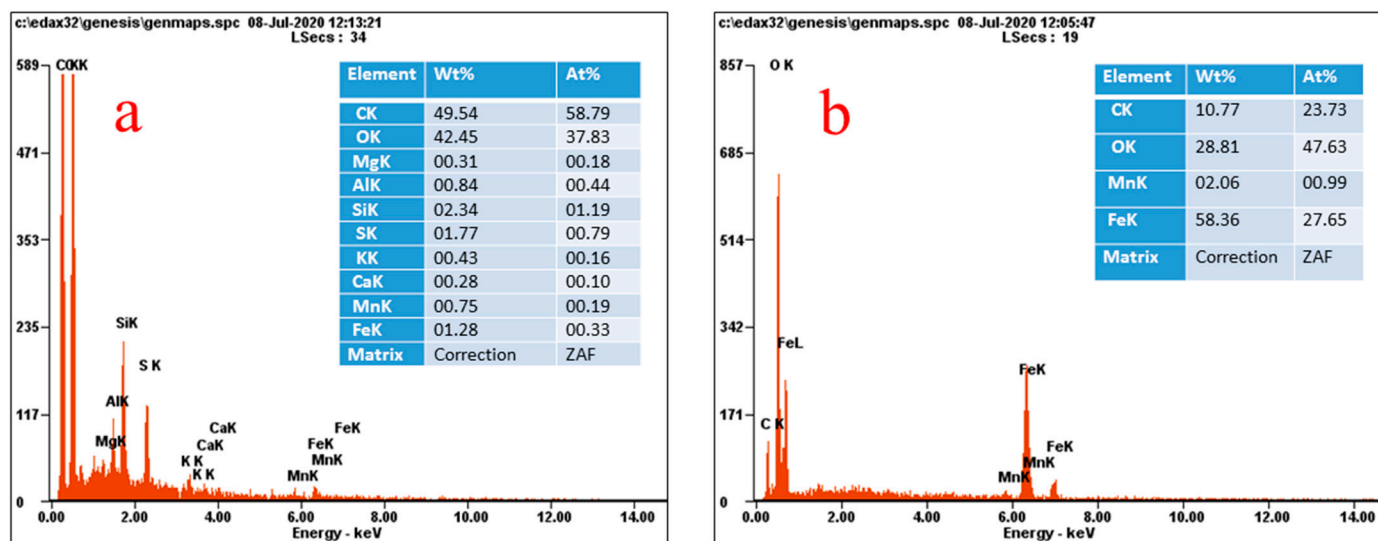 c:\edax32\genesis\genmaps.spc 08-Jul-2020 12:13:21
LSecs : 34
a
589
471
353
235
117
0
C K
O K
MgK
AlK
SiK
S K
K K
K K
CaK
CaK
MnK
FeK
MnK
FeK
Element Wt% At%
CK 49.54 58.79
OK 42.45 37.83
MgK 00.31 00.18
AlK 00.84 00.44
SiK 02.34 01.19
SK 01.77 00.79
KK 00.43 00.16
CaK 00.28 00.10
MnK 00.75 00.19
FeK 01.28 00.33
Matrix Correction ZAF
0.00 2.00 4.00 6.00 8.00 10.00 12.00 14.00
Energy - keV
c:\edax32\genesis\genmaps.spc 08-Jul-2020 12:05:47
LSecs : 19
b
857
685
514
342
171
0
O K
C K
FeL
MnK
FeK
MnK
FeK
Element Wt% At%
CK 10.77 23.73
OK 28.81 47.63
MnK 02.06 00.99
FeK 58.36 27.65
Matrix Correction ZAF
0.00 2.00 4.00 6.00 8.00 10.00 12.00 14.00
Energy - keV